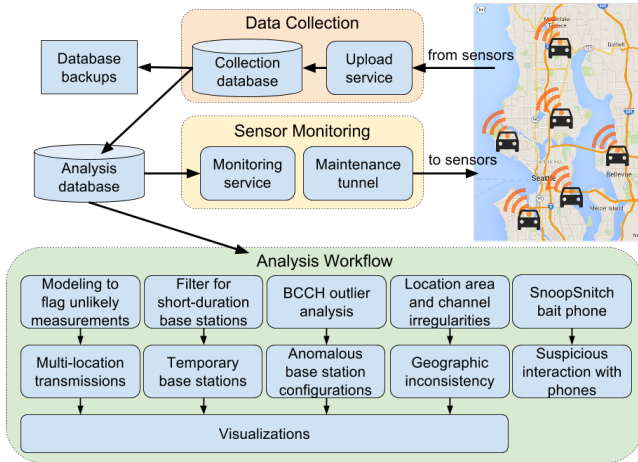 Data Collection
Database
backups
Collection
database
Upload
service
from sensors
Sensor Monitoring
Analysis
database
Monitoring
service
Maintenance
tunnel
to sensors
Terrace
Bothell
Seattle
Bellevue
Mercer Island
Analysis Workflow
Modeling to
flag unlikely
measurements
Filter for
short-duration
base stations
BCCH outlier
analysis
Location area
and channel
irregularities
SnoopSnitch
bait phone
Multi-location
transmissions
Temporary
base stations
Anomalous
base station
configurations
Geographic
inconsistency
Suspicious
interaction with
phones
Visualizations